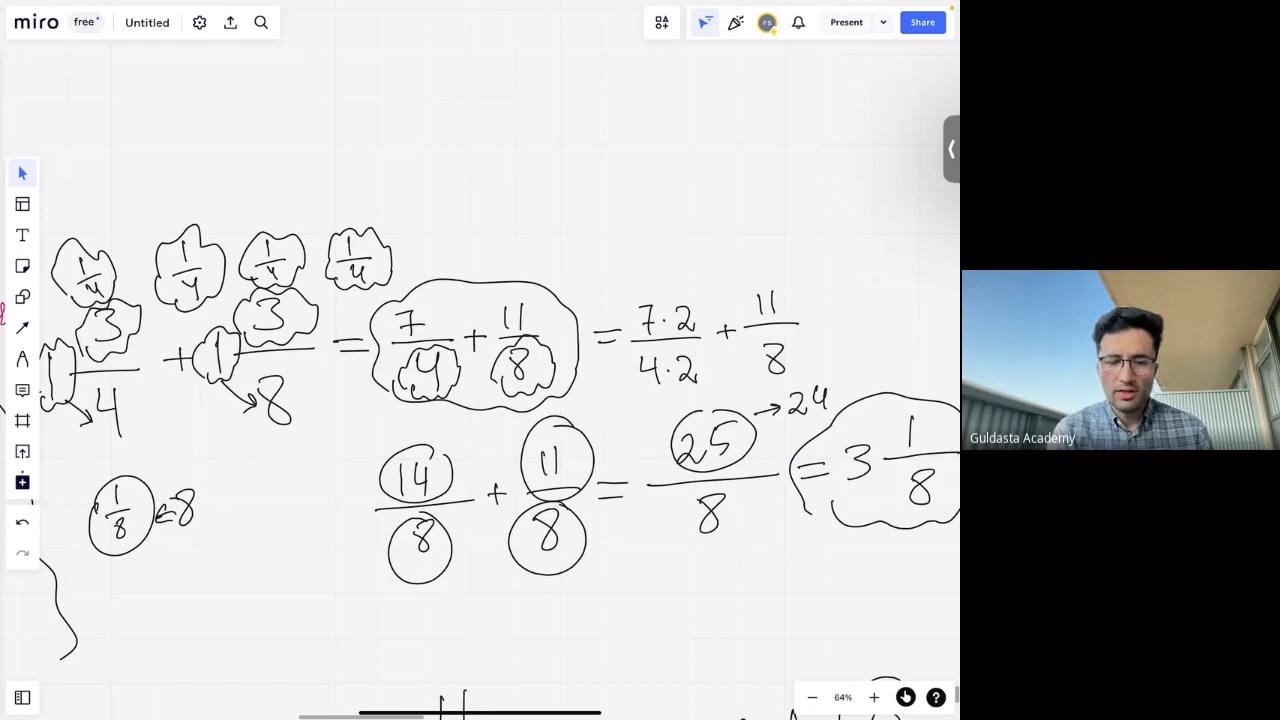 miro free Untitled Present Share
1/4 1/4 1/4 1/4
1 3/4 + 1 3/8 = 7/4 + 11/8 = 7·2/4·2 + 11/8
14/8 + 11/8 = 25/8 → 24 = 3 1/8
1/8 ← 8
Guldasta Academy
64%